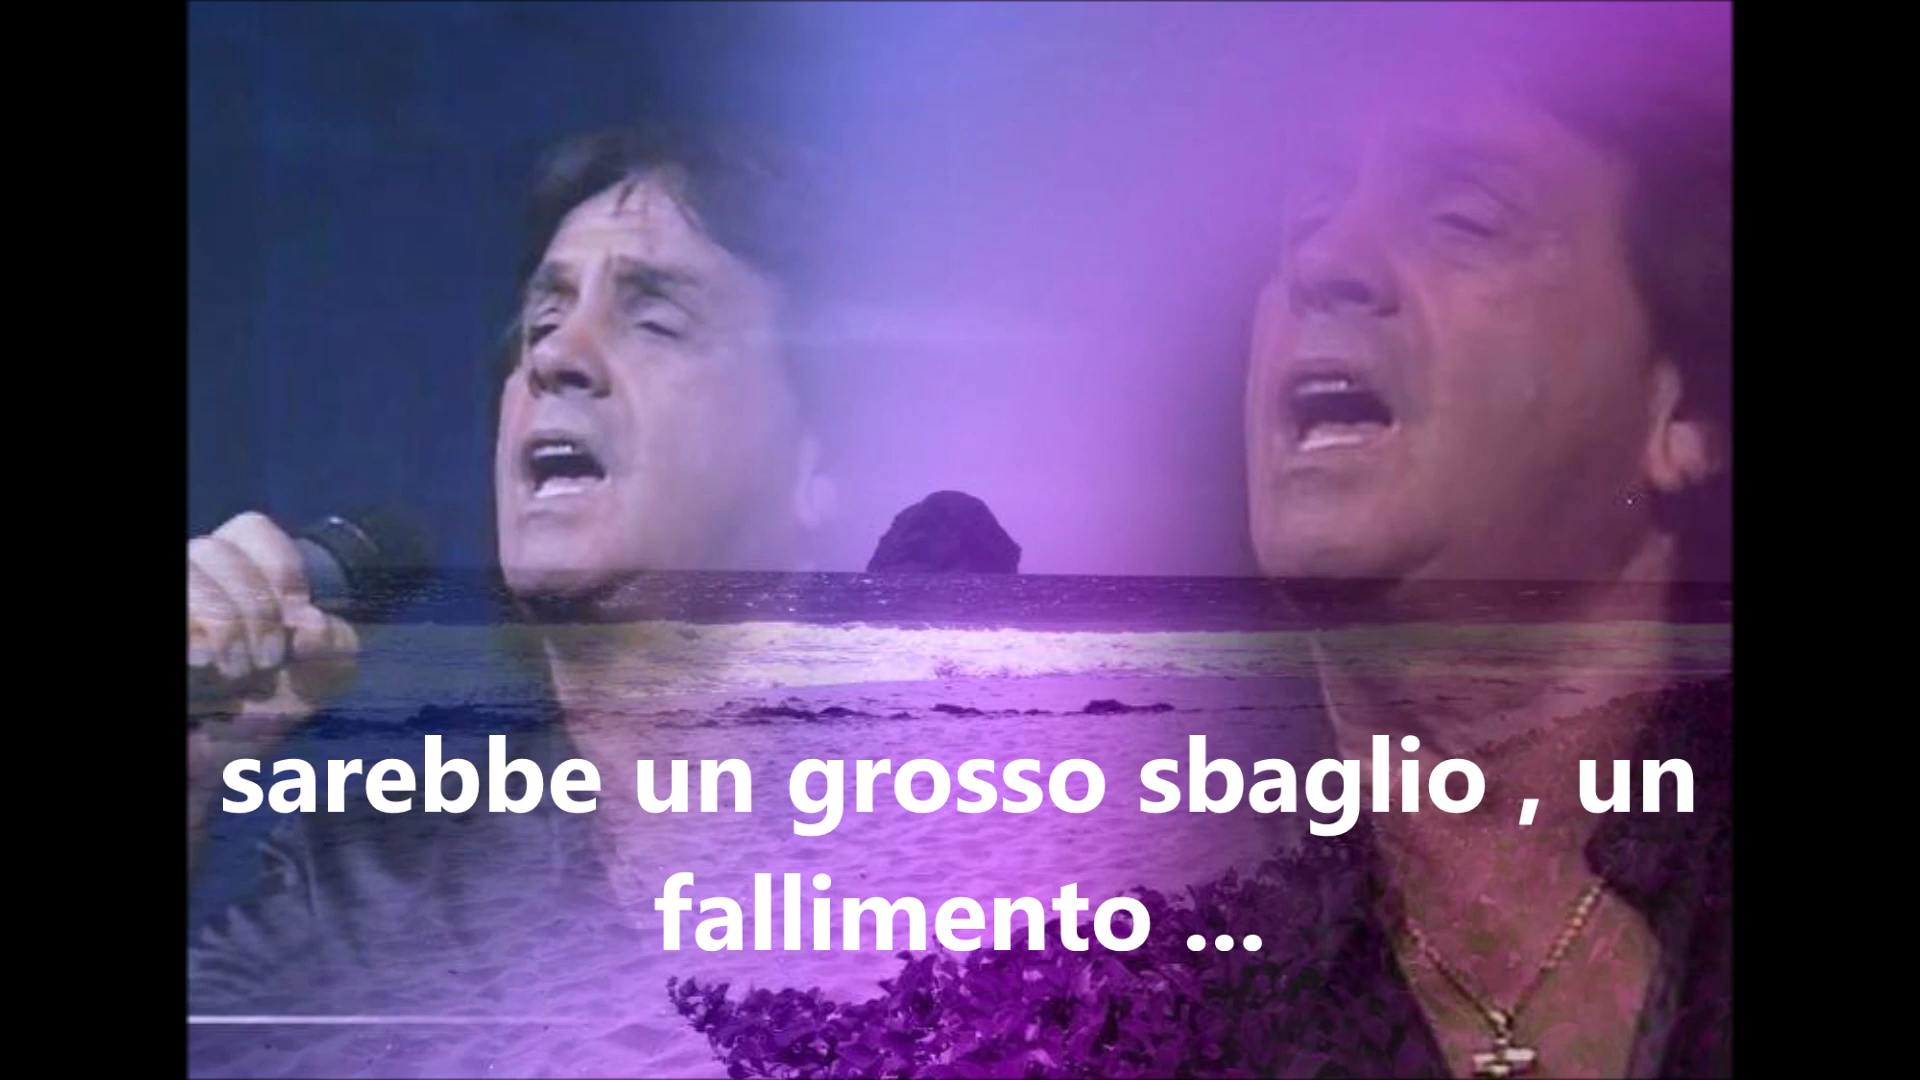 sarebbe un grosso sbaglio , un
fallimento ...